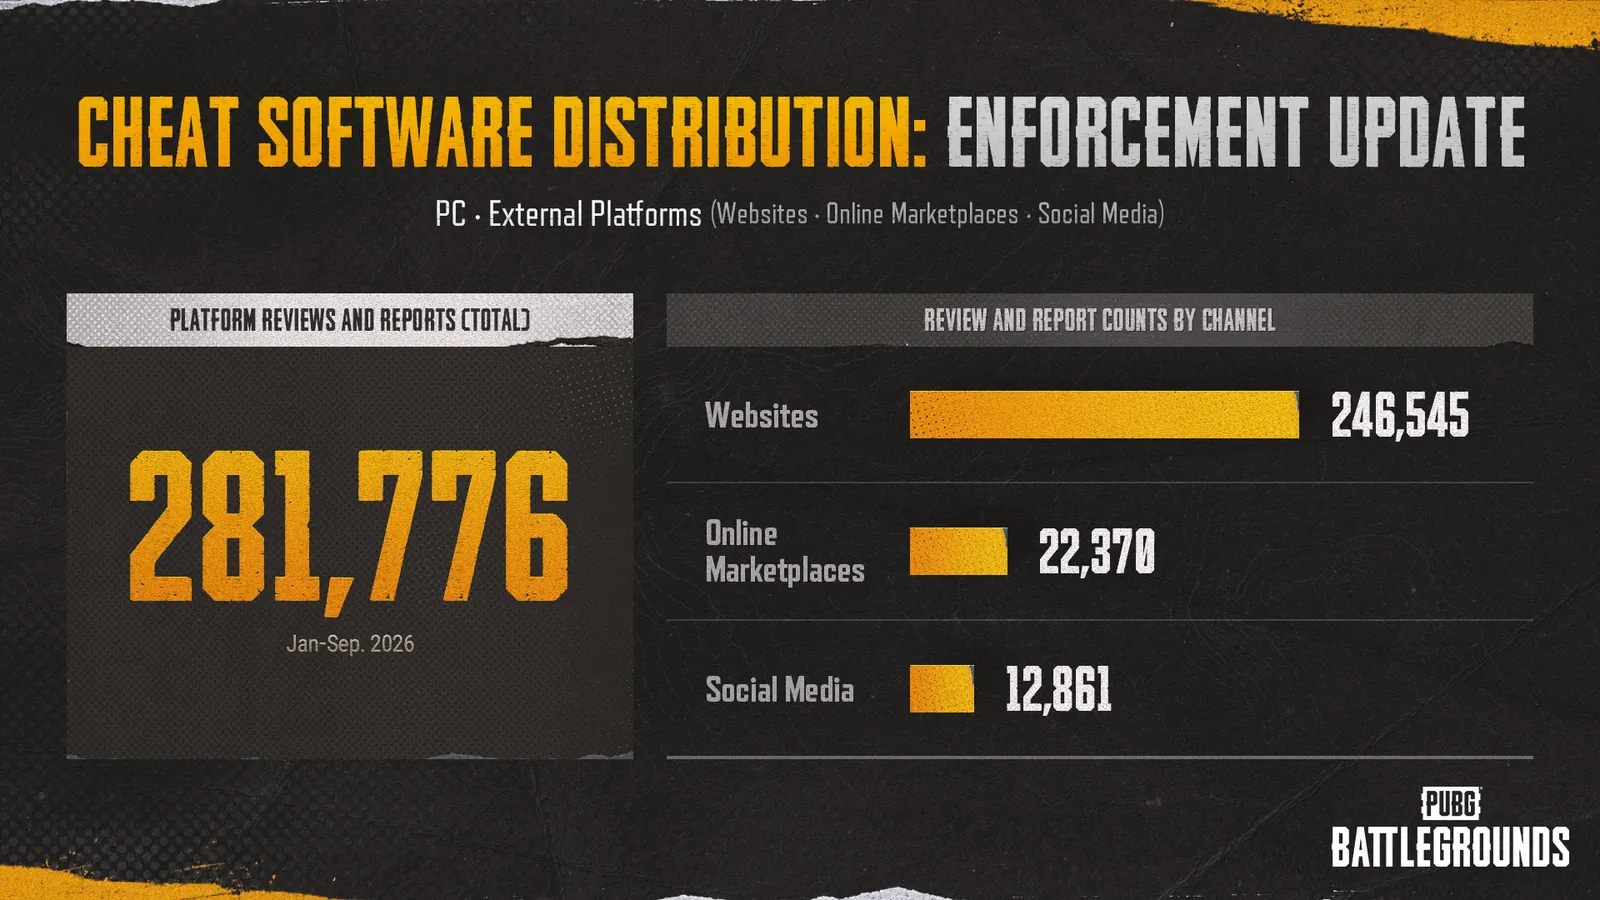 CHEAT SOFTWARE DISTRIBUTION: ENFORCEMENT UPDATE
PC · External Platforms (Websites · Online Marketplaces · Social Media)
PLATFORM REVIEWS AND REPORTS (TOTAL)
281,776
Jan-Sep. 2026
REVIEW AND REPORT COUNTS BY CHANNEL
Websites 246,545
Online
Marketplaces 22,370
Social Media 12,861
PUBG
BATTLEGROUNDS